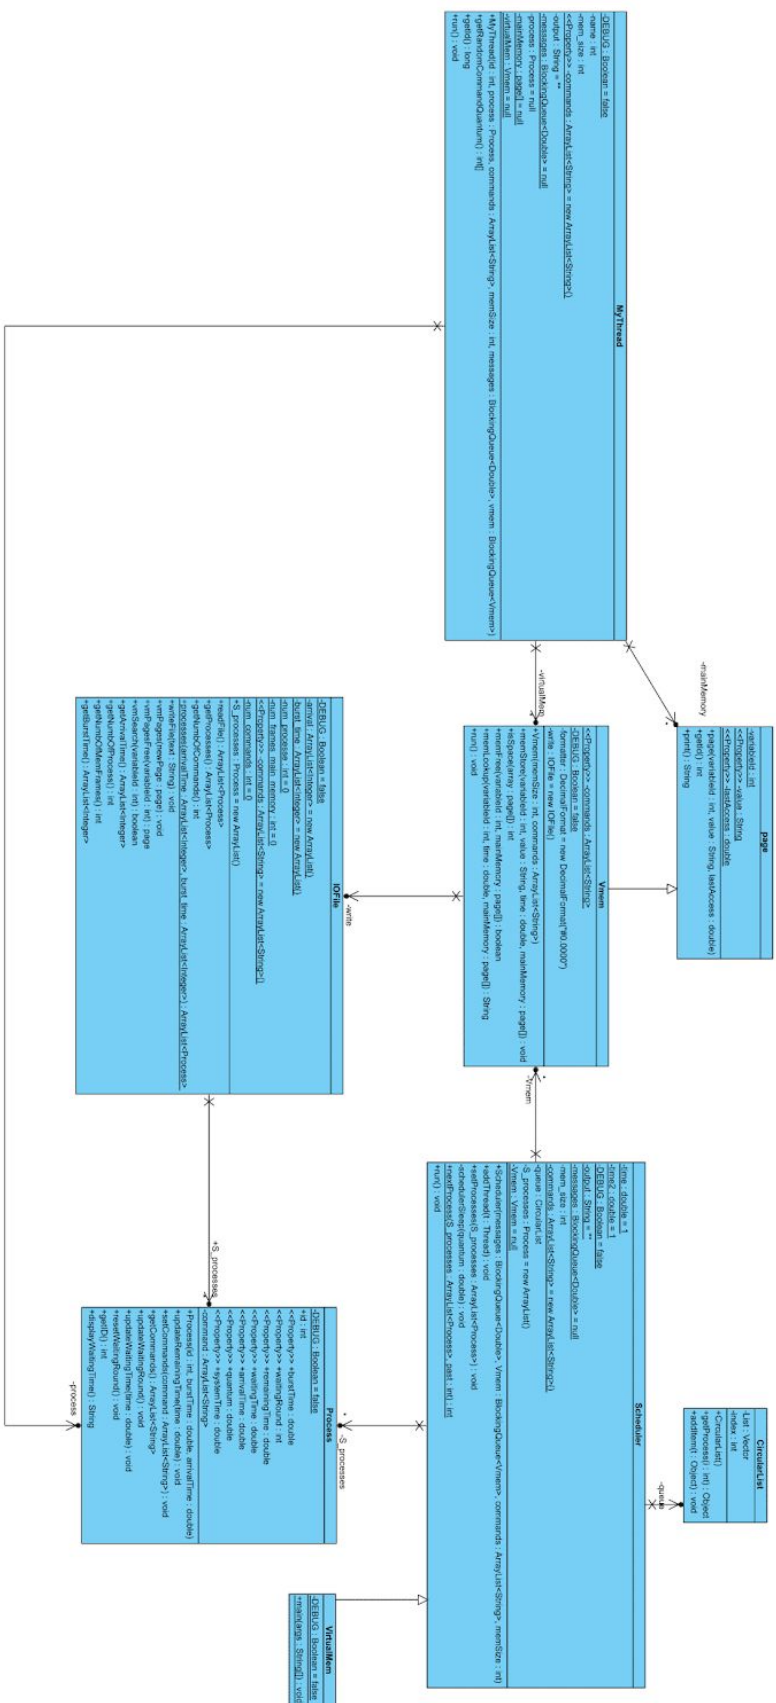 MyThread
-DEBUG : Boolean = false
-name : int
-mem_size : int
<<Property>> -commands : ArrayList<String> = new ArrayList<String>()
-output : String = ""
-messages : BlockingQueue<Double> = null
-process : Process = null
-mainMemory : page[] = null
-virtualMem : Vmem = null
+MyThread(id : int, process : Process, commands : ArrayList<String>, memSize : int, messages : BlockingQueue<Double>, vmem : BlockingQueue<Vmem>)
+getRandomCommandQuantum() : int[]
+getId() : long
+run() : void
-mainMemory
*
-virtualMem
page
-variableId : int
<<Property>> -value : String
<<Property>> -lastAccess : double
+page(variableId : int, value : String, lastAccess : double)
+getId() : int
+print() : String
Vmem
<<Property>> -commands : ArrayList<String>
-DEBUG : Boolean = false
-formatter : DecimalFormat = new DecimalFormat("#0.0000")
-write : IOFile = new IOFile()
+Vmem(memSize : int, commands : ArrayList<String>)
+memStore(variableId : int, value : String, time : double, mainMemory : page[]) : void
+isSpace(array : page[]) : int
+memFree(variableId : int, mainMemory : page[]) : boolean
+memLookup(variableId : int, time : double, mainMemory : page[]) : String
+run() : void
-write
*
-Vmem
IOFile
-DEBUG : Boolean = false
-arrival : ArrayList<Integer> = new ArrayList()
-burst_time : ArrayList<Integer> = new ArrayList()
-num_processe : int = 0
-num_frames_main_memory : int = 0
<<Property>> -commands : ArrayList<String> = new ArrayList<String>()
-num_commands : int = 0
+S_processes : Process = new ArrayList()
+readFile() : ArrayList<Process>
+getProcesses() : ArrayList<Process>
+getNumbOfCommands() : int
+processes(arrivalTime : ArrayList<Integer>, burst_time : ArrayList<Integer>) : ArrayList<Process>
+writeFile(text : String) : void
+vmPages(newPage : page) : void
+vmPagesFree(variableId : int) : page
+vmSearch(variableId : int) : boolean
+getArrivalTime() : ArrayList<Integer>
+getNumbOfProcess() : int
+getNumbOfMemFrames() : int
+getBurstTime() : ArrayList<Integer>
+S_processes
*
Scheduler
-time : double = 1
-time2 : double = 1
-DEBUG : Boolean = false
-output : String = ""
-messages : BlockingQueue<Double> = null
-mem_size : int
-commands : ArrayList<String> = new ArrayList<String>()
-queue : CircularList
-S_processes : Process = new ArrayList()
-Vmem : Vmem = null
+Scheduler(messages : BlockingQueue<Double>, Vmem : BlockingQueue<Vmem>, commands : ArrayList<String>, memSize : int)
+addThread(t : Thread) : void
+setProcesses(S_processes : ArrayList<Process>) : void
-schedulerSleep(quantum : double) : void
+nextProcess(S_processes : ArrayList<Process>, past : int) : int
+run() : void
-queue
CircularList
-List : Vector
-index : int
+CircularList()
+getProcess(i : int) : Object
+addItem(t : Object) : void
*
-S_processes
Process
-DEBUG : Boolean = false
+id : int
<<Property>> +burstTime : double
<<Property>> +waitingRound : int
<<Property>> +remainingTime : double
<<Property>> +waitingTime : double
<<Property>> +arrivalTime : double
<<Property>> +quantum : double
<<Property>> +systemTime : double
-command : ArrayList<String>
+Process(id : int, burstTime : double, arrivalTime : double)
+updateRemainingTime(time : double) : void
+setCommands(command : ArrayList<String>) : void
+getCommands() : ArrayList<String>
+updateWaitingRound() : void
+updateWaitingTime(time : double) : void
+resetWaitingRound() : void
+getID() : int
+displayWaitingTime() : String
-process
VirtualMem
-DEBUG : Boolean = false
+main(args : String[]) : void